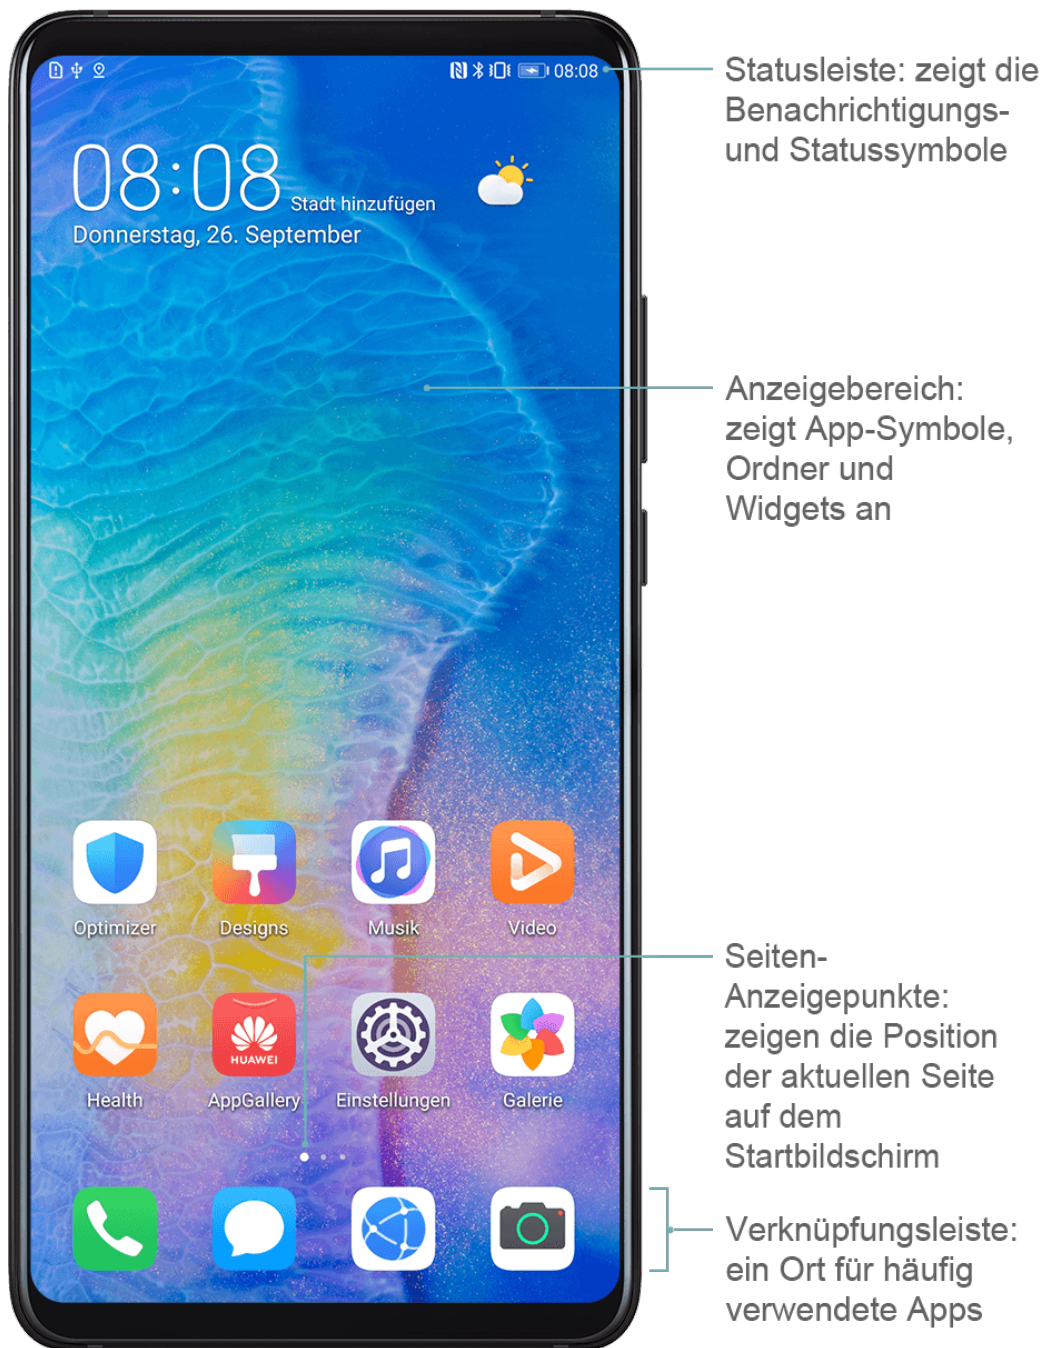 08:08
Statusleiste: zeigt die
Benachrichtigungs-
und Statussymbole
08:08 Stadt hinzufügen
Donnerstag, 26. September
Anzeigebereich:
zeigt App-Symbole,
Ordner und
Widgets an
Optimizer
Designs
Musik
Video
Seiten-
Anzeigepunkte:
zeigen die Position
der aktuellen Seite
auf dem
Startbildschirm
HUAWEI
Health
AppGallery
Einstellungen
Galerie
Verknüpfungsleiste:
ein Ort für häufig
verwendete Apps